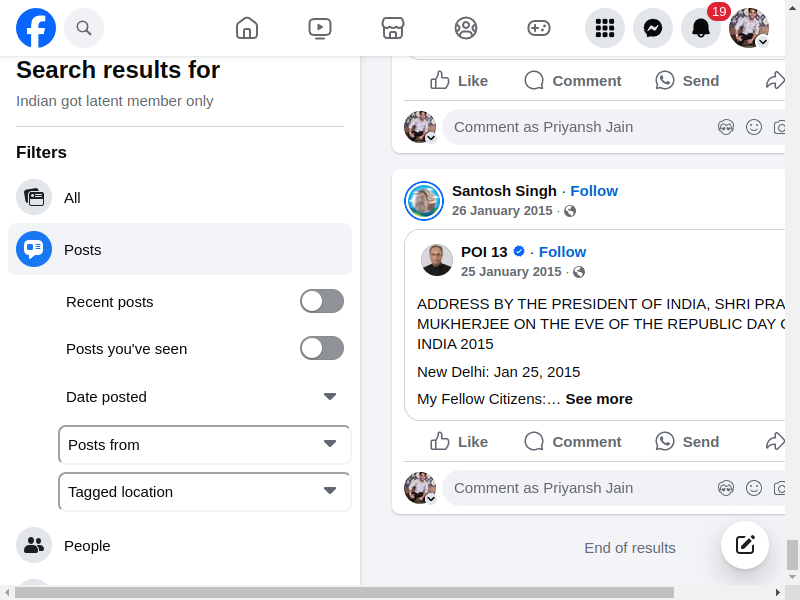 19
Search results for
Indian got latent member only
Filters
All
Posts
Recent posts
Posts you've seen
Date posted
Posts from
Tagged location
People
Like Comment Send
Comment as Priyansh Jain
Santosh Singh · Follow
26 January 2015 ·
POI 13 · Follow
25 January 2015 ·
ADDRESS BY THE PRESIDENT OF INDIA, SHRI PRA
MUKHERJEE ON THE EVE OF THE REPUBLIC DAY
INDIA 2015
New Delhi: Jan 25, 2015
My Fellow Citizens:… See more
Like Comment Send
Comment as Priyansh Jain
End of results